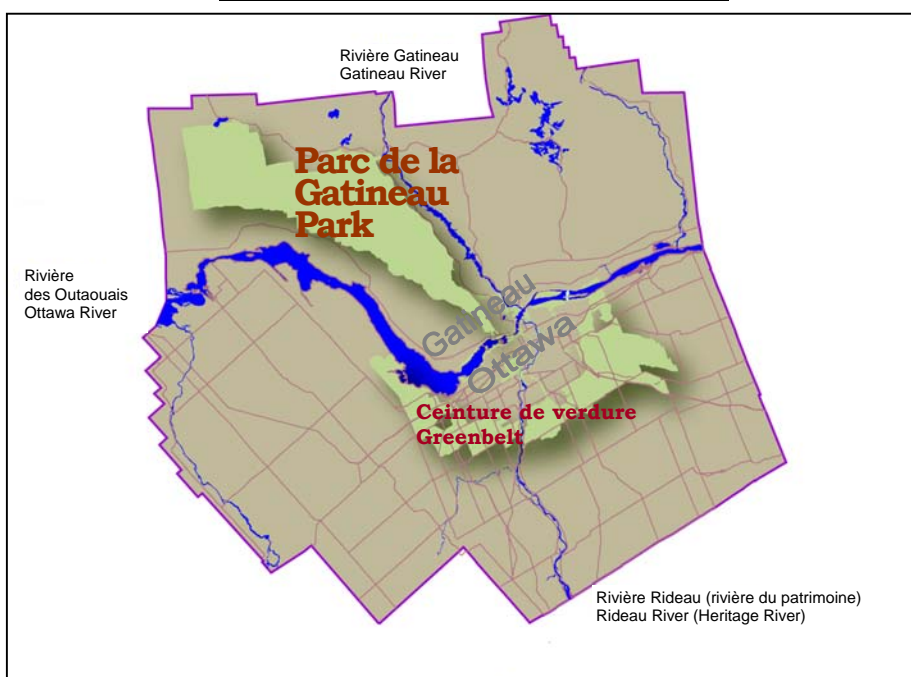 Rivière Gatineau
Gatineau River
Parc de la
Gatineau
Park
Rivière
des Outaouais
Ottawa River
Gatineau
Ottawa
Ceinture de verdure
Greenbelt
Rivière Rideau (rivière du patrimoine)
Rideau River (Heritage River)